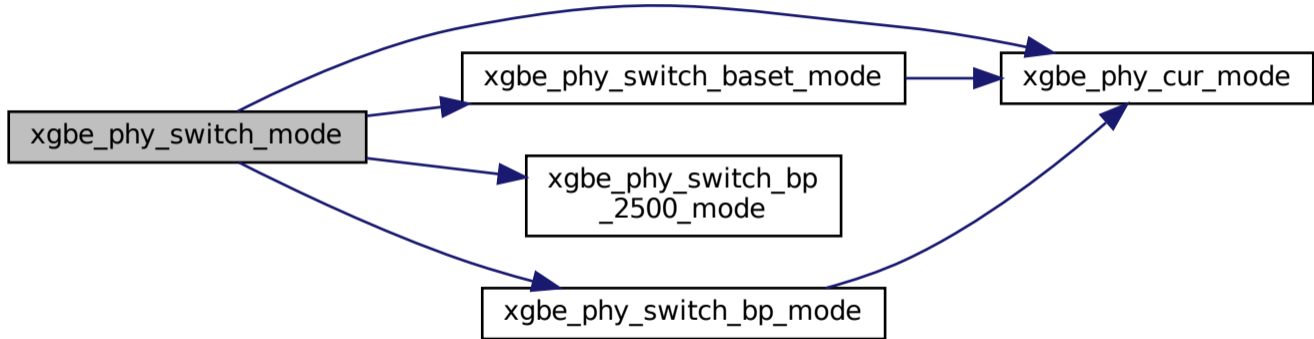 xgbe_phy_switch_mode
xgbe_phy_switch_baset_mode
xgbe_phy_cur_mode
xgbe_phy_switch_bp
_2500_mode
xgbe_phy_switch_bp_mode